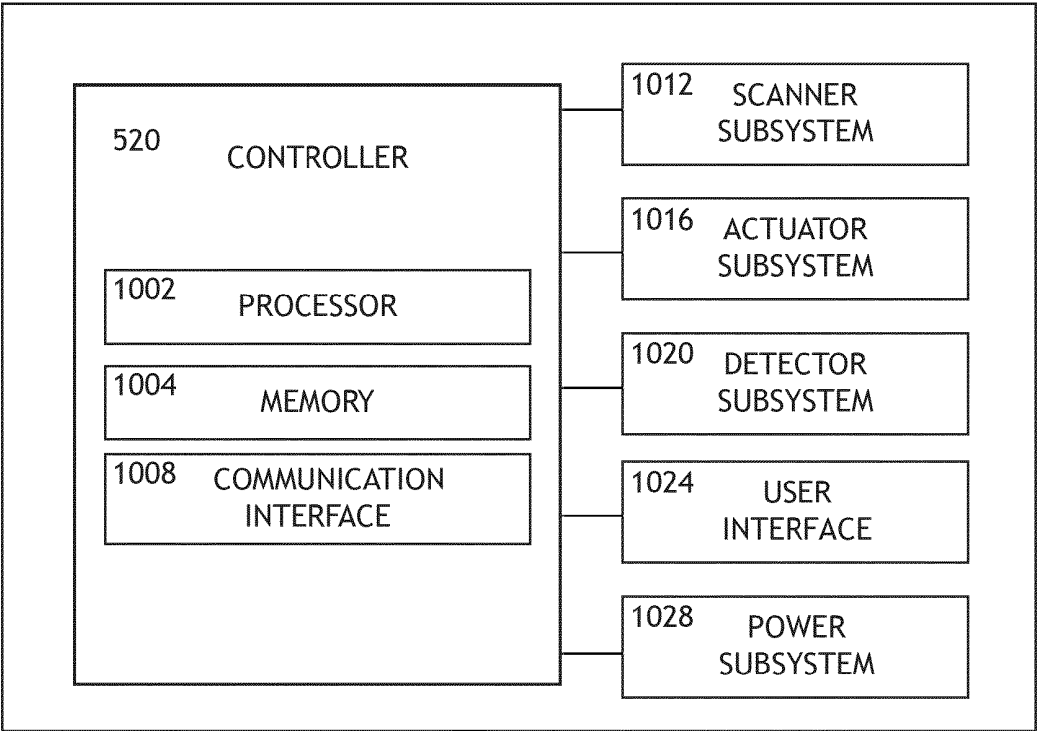 520
CONTROLLER
1002
PROCESSOR
1004
MEMORY
1008
COMMUNICATION
INTERFACE
1012
SCANNER
SUBSYSTEM
1016
ACTUATOR
SUBSYSTEM
1020
DETECTOR
SUBSYSTEM
1024
USER
INTERFACE
1028
POWER
SUBSYSTEM